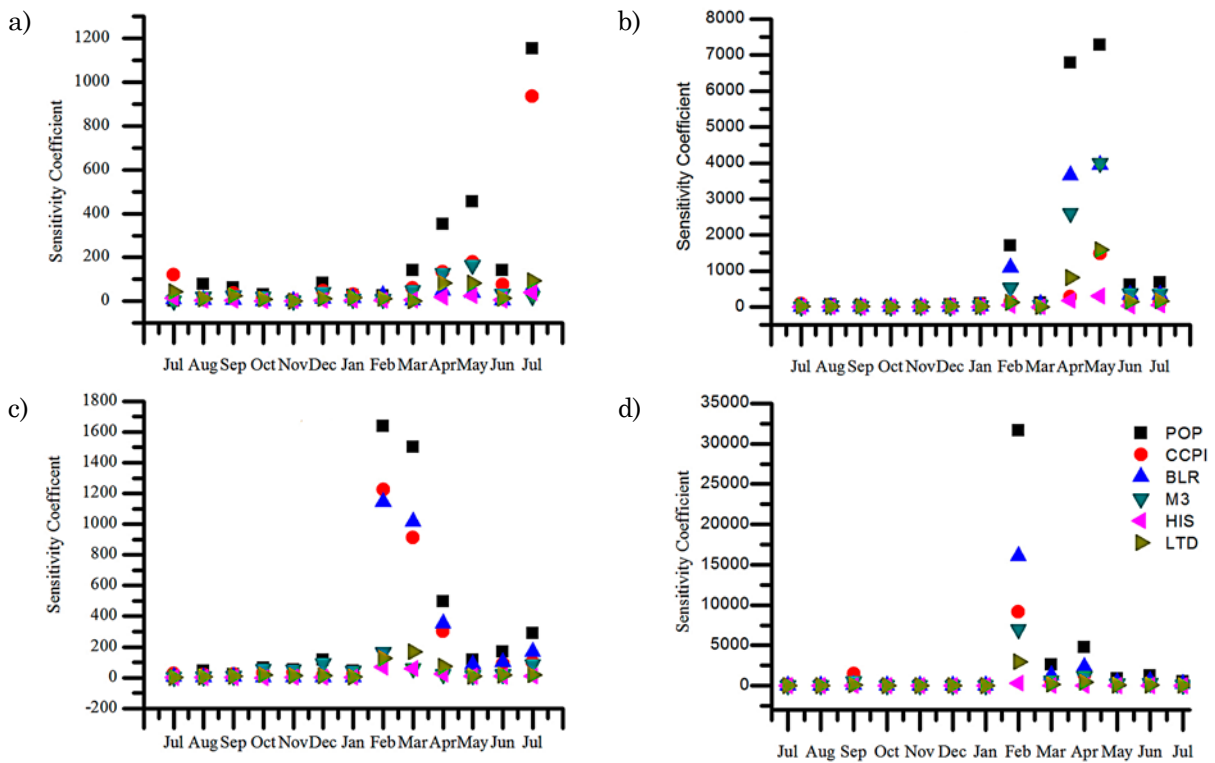 a)
1200
1000
800
600
400
200
0
Sensitivity Coefficient
Jul Aug Sep Oct Nov Dec Jan Feb Mar Apr May Jun Jul
b)
8000
7000
6000
5000
4000
3000
2000
1000
0
Sensitivity Coefficient
Jul Aug Sep Oct Nov Dec Jan Feb Mar Apr May Jun Jul
c)
1800
1600
1400
1200
1000
800
600
400
200
0
-200
Sensitivity Coefficent
Jul Aug Sep Oct Nov Dec Jan Feb Mar Apr May Jun Jul
d)
35000
30000
25000
20000
15000
10000
5000
0
Sensitivity Coefficient
POP
CCPI
BLR
M3
HIS
LTD
Jul Aug Sep Oct Nov Dec Jan Feb Mar Apr May Jun Jul